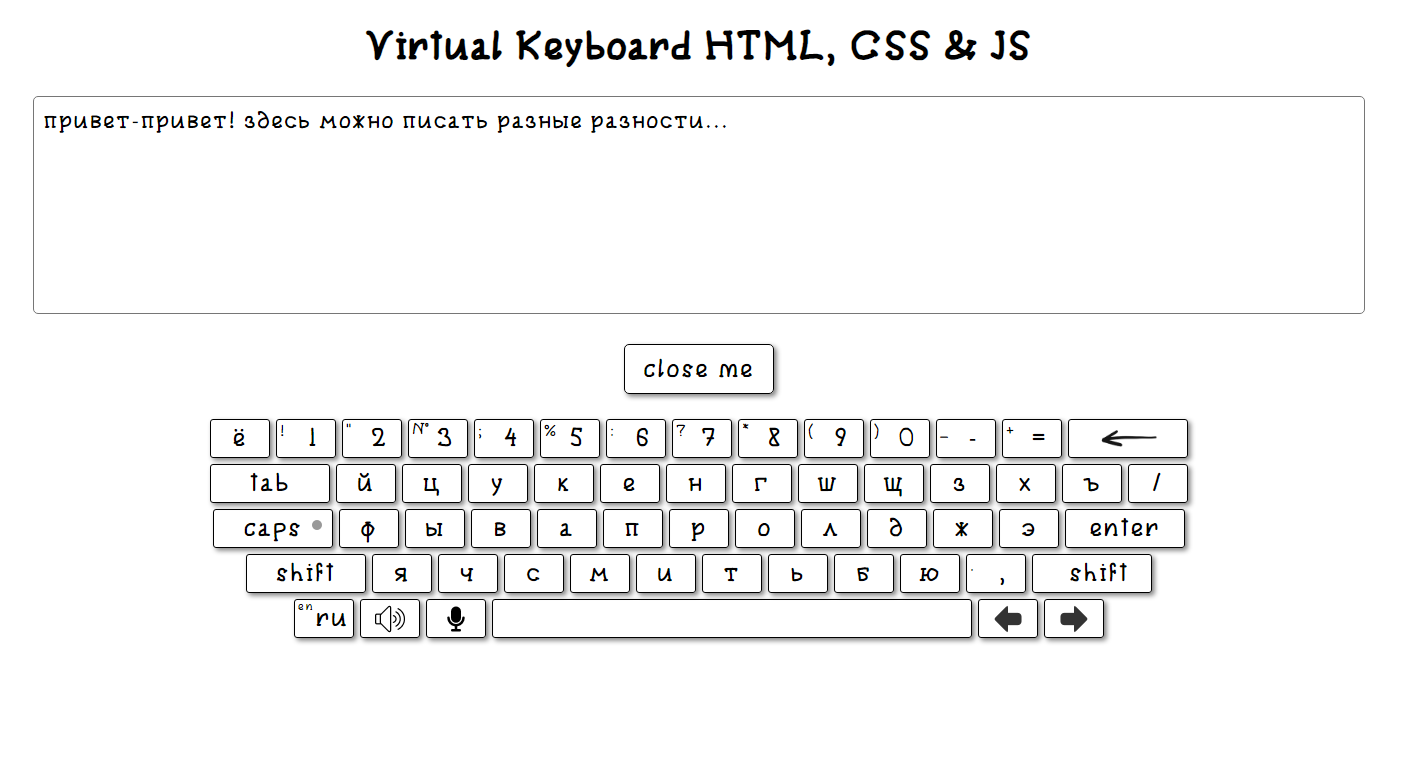 Virtual Keyboard HTML, CSS & JS
привет-привет! здесь можно писать разные разности...
close me
ё ! 1 " 2 № 3 ; 4 % 5 : 6 ? 7 * 8 ( 9 ) 0 _ - + =
tab й ц у к е н г ш щ з х ъ /
caps ф ы в а п р о л д ж э enter
shift я ч с м и т ь б ю . , shift
en ru